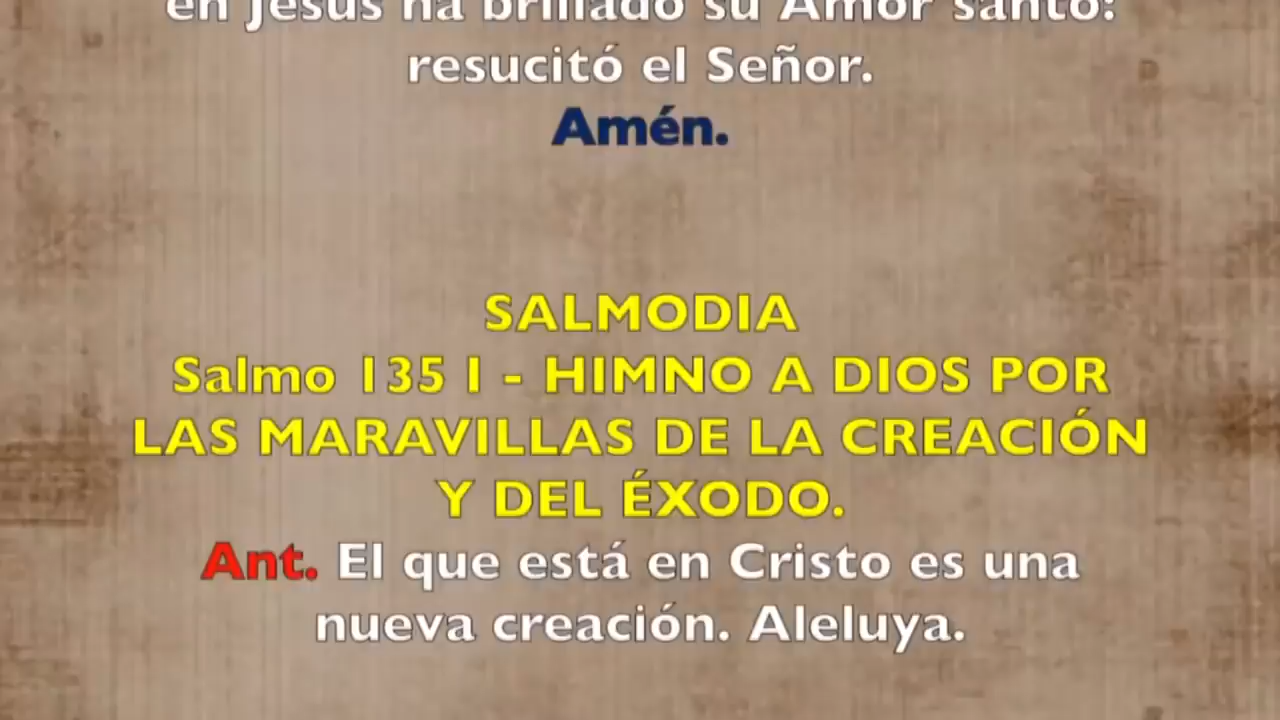 en Jesús ha brillado su Amor santo:
resucitó el Señor.
Amén.
SALMODIA
Salmo 135 I - HIMNO A DIOS POR
LAS MARAVILLAS DE LA CREACIÓN
Y DEL ÉXODO.
Ant. El que está en Cristo es una
nueva creación. Aleluya.